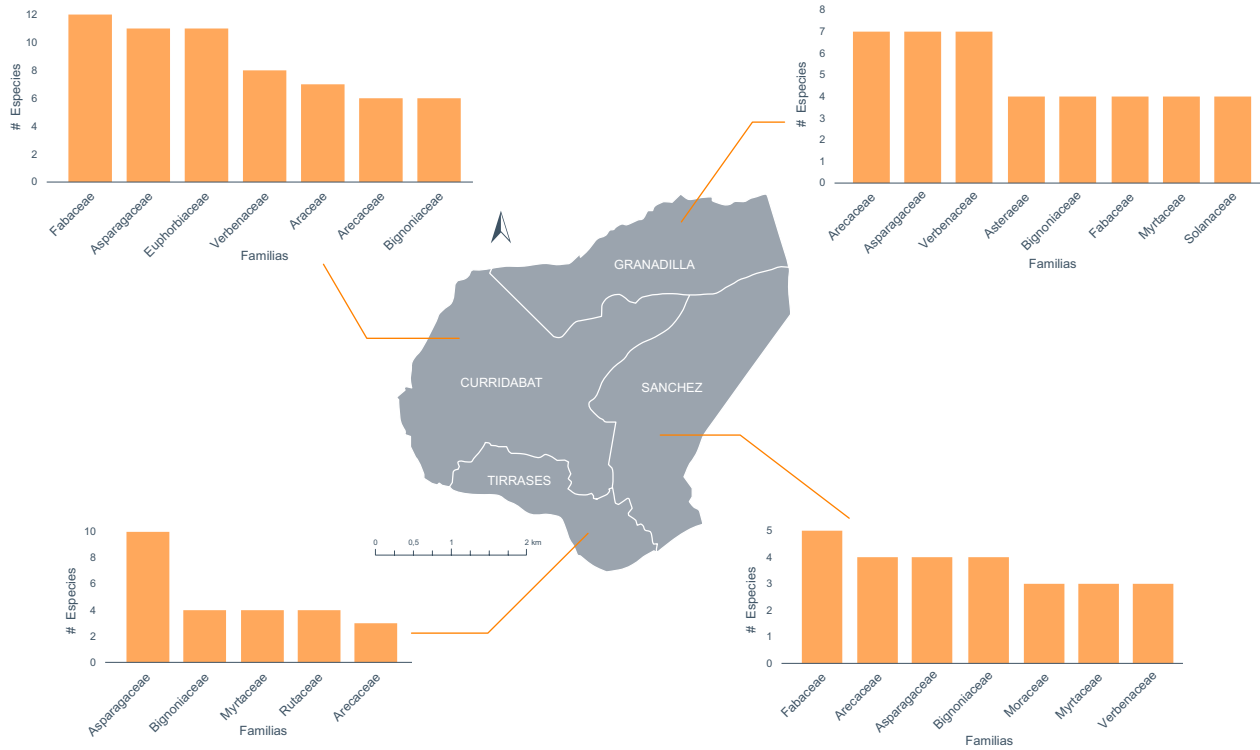 12
10
8
6
4
2
0
# Especies
Fabaceae
Asparagaceae
Euphorbiaceae
Verbenaceae
Araceae
Arecaceae
Bignoniaceae
Familias
8
7
6
5
4
3
2
1
0
# Especies
Arecaceae
Asparagaceae
Verbenaceae
Asteraeae
Bignoniaceae
Fabaceae
Myrtaceae
Solanaceae
Familias
GRANADILLA
CURRIDABAT
SANCHEZ
TIRRASES
0 0,5 1 2 km
10
8
6
4
2
0
# Especies
Asparagaceae
Bignoniaceae
Myrtaceae
Rutaceae
Arecaceae
Familias
5
4
3
2
1
0
# Especies
Fabaceae
Arecaceae
Asparagaceae
Bignoniaceae
Moraceae
Myrtaceae
Verbenaceae
Familias